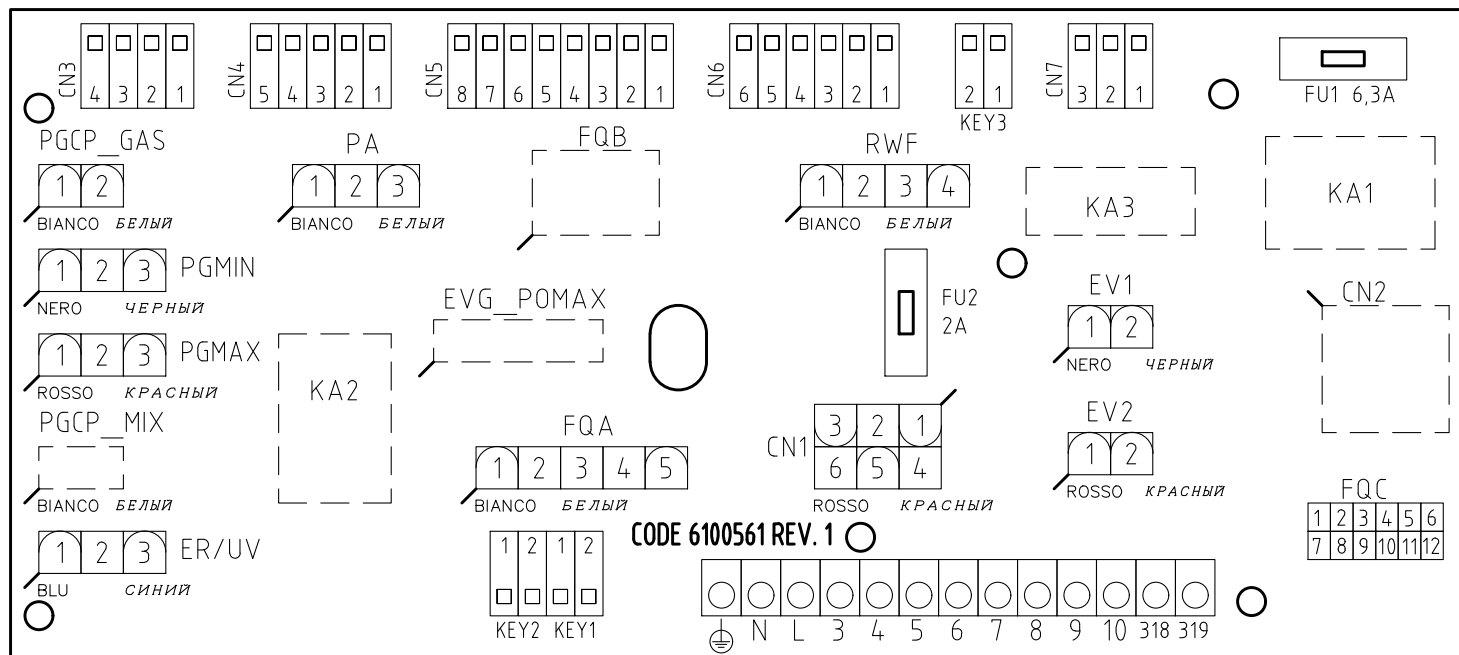 CN3
4 3 2 1
CN4
5 4 3 2 1
CN5
8 7 6 5 4 3 2 1
CN6
6 5 4 3 2 1
2 1
KEY3
CN7
3 2 1
FU1 6,3A
PGCP_GAS
1 2
BIANCO БЕЛЫЙ
PA
1 2 3
BIANCO БЕЛЫЙ
FQB
RWF
1 2 3 4
BIANCO БЕЛЫЙ
KA3
KA1
1 2 3 PGMIN
NERO ЧЕРНЫЙ
EVG_POMAX
FU2
2A
EV1
1 2
NERO ЧЕРНЫЙ
CN2
1 2 3 PGMAX
ROSSO КРАСНЫЙ
KA2
PGCP_MIX
BIANCO БЕЛЫЙ
FQA
1 2 3 4 5
BIANCO БЕЛЫЙ
CN1
3 2 1
6 5 4
ROSSO КРАСНЫЙ
EV2
1 2
ROSSO КРАСНЫЙ
FQC
1 2 3 4 5 6
7 8 9 10 11 12
1 2 3 ER/UV
BLU СИНИЙ
1 2 1 2
KEY2 KEY1
CODE 6100561 REV. 1
N L 3 4 5 6 7 8 9 10 318 319